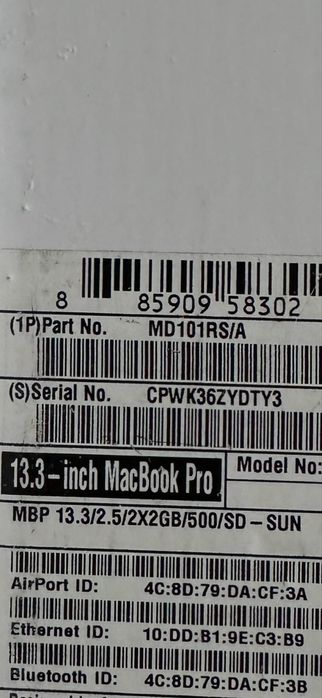 8 85909 58302
(1P)Part No. MD101RS/A
(S)Serial No. CPWK36ZYDTY3
13.3-inch MacBook Pro Model No:
MBP 13.3/2.5/2X2GB/500/SD-SUN
AirPort ID: 4C:8D:79:DA:CF:3A
Ethernet ID: 10:DD:B1:9E:C3:B9
Bluetooth ID: 4C:8D:79:DA:CF:3B